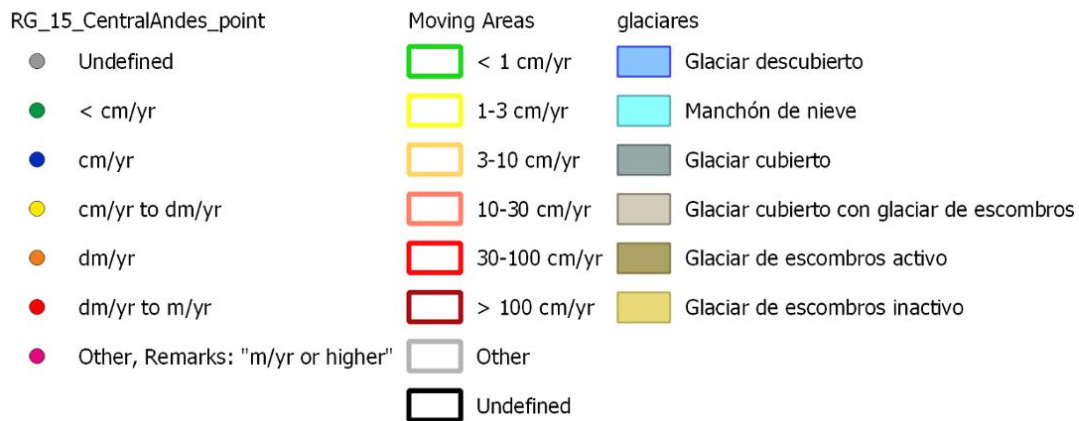 RG_15_CentralAndes_point
Undefined
< cm/yr
cm/yr
cm/yr to dm/yr
dm/yr
dm/yr to m/yr
Other, Remarks: "m/yr or higher"
Moving Areas
< 1 cm/yr
1-3 cm/yr
3-10 cm/yr
10-30 cm/yr
30-100 cm/yr
> 100 cm/yr
Other
Undefined
glaciares
Glaciar descubierto
Manchón de nieve
Glaciar cubierto
Glaciar cubierto con glaciar de escombros
Glaciar de escombros activo
Glaciar de escombros inactivo